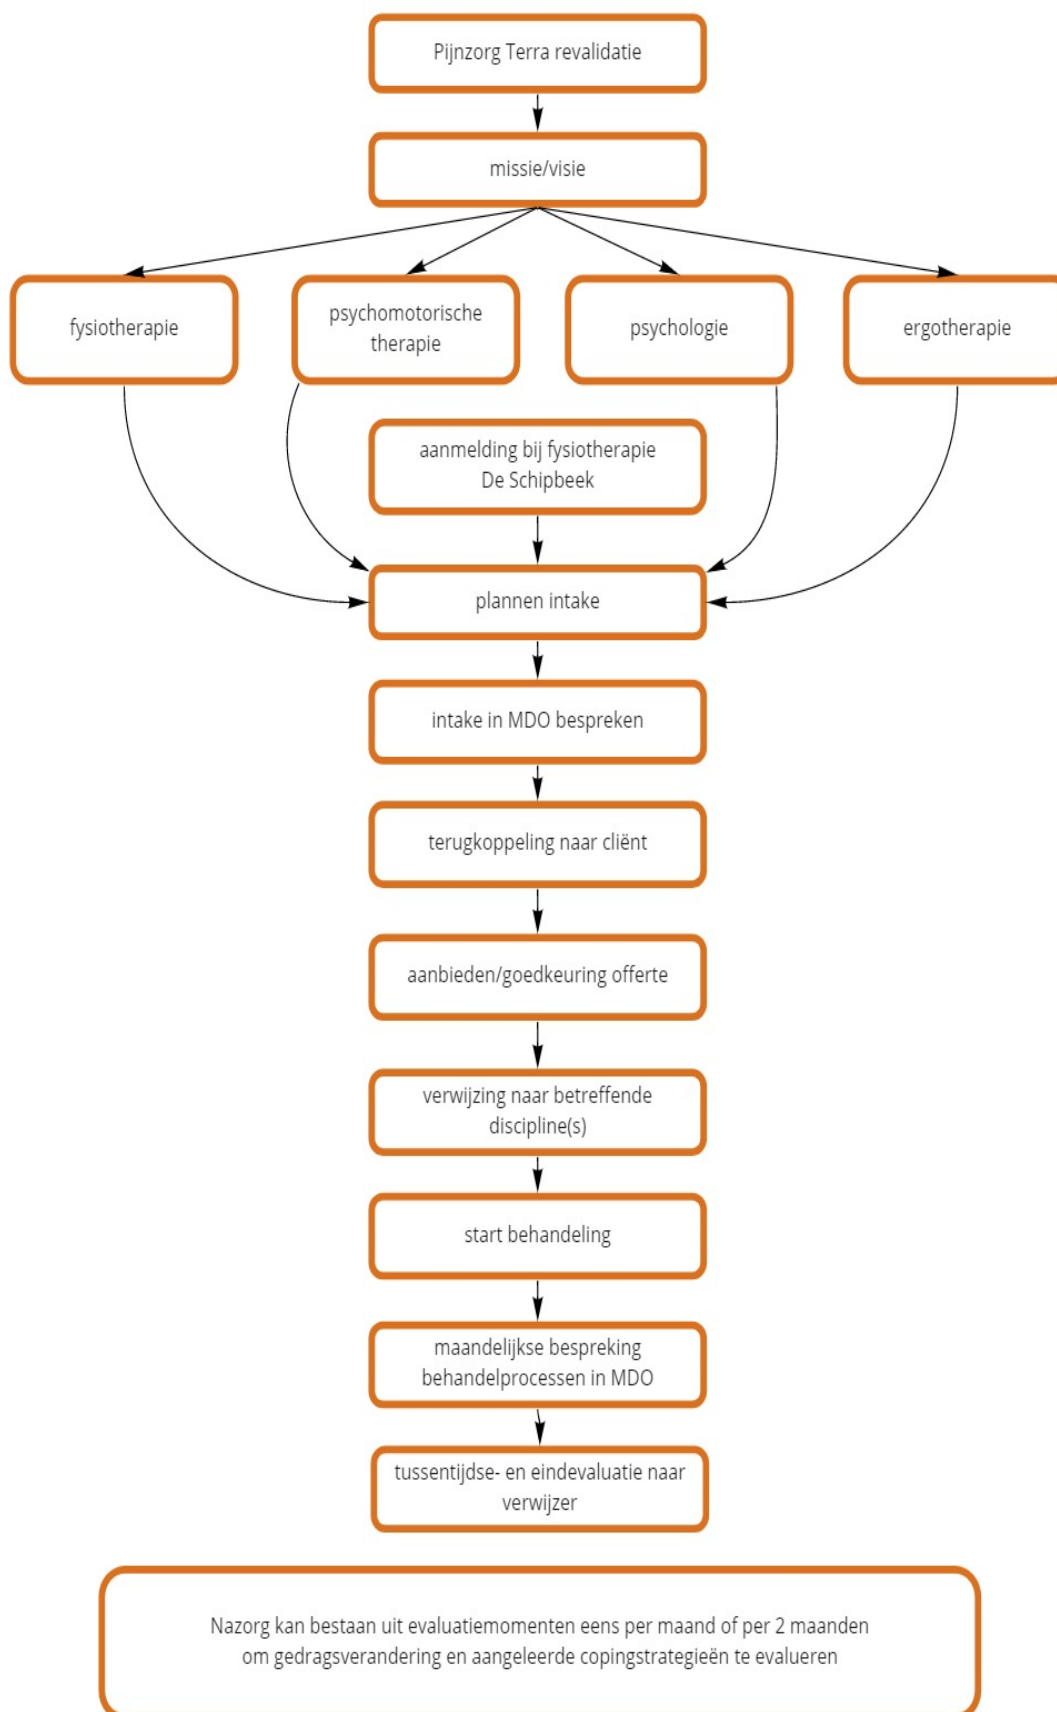 Pijnzorg Terra revalidatie
missie/visie
fysiotherapie
psychomotorische
therapie
psychologie
ergotherapie
aanmelding bij fysiotherapie
De Schipbeek
plannen intake
intake in MDO bespreken
terugkoppeling naar cliënt
aanbieden/goedkeuring offerte
verwijzing naar betreffende
discipline(s)
start behandeling
maandelijkse bespreking
behandelprocessen in MDO
tussentijdse- en eindevaluatie naar
verwijzer
Nazorg kan bestaan uit evaluatiemomenten eens per maand of per 2 maanden
om gedragsverandering en aangeleerde copingstrategieën te evalueren